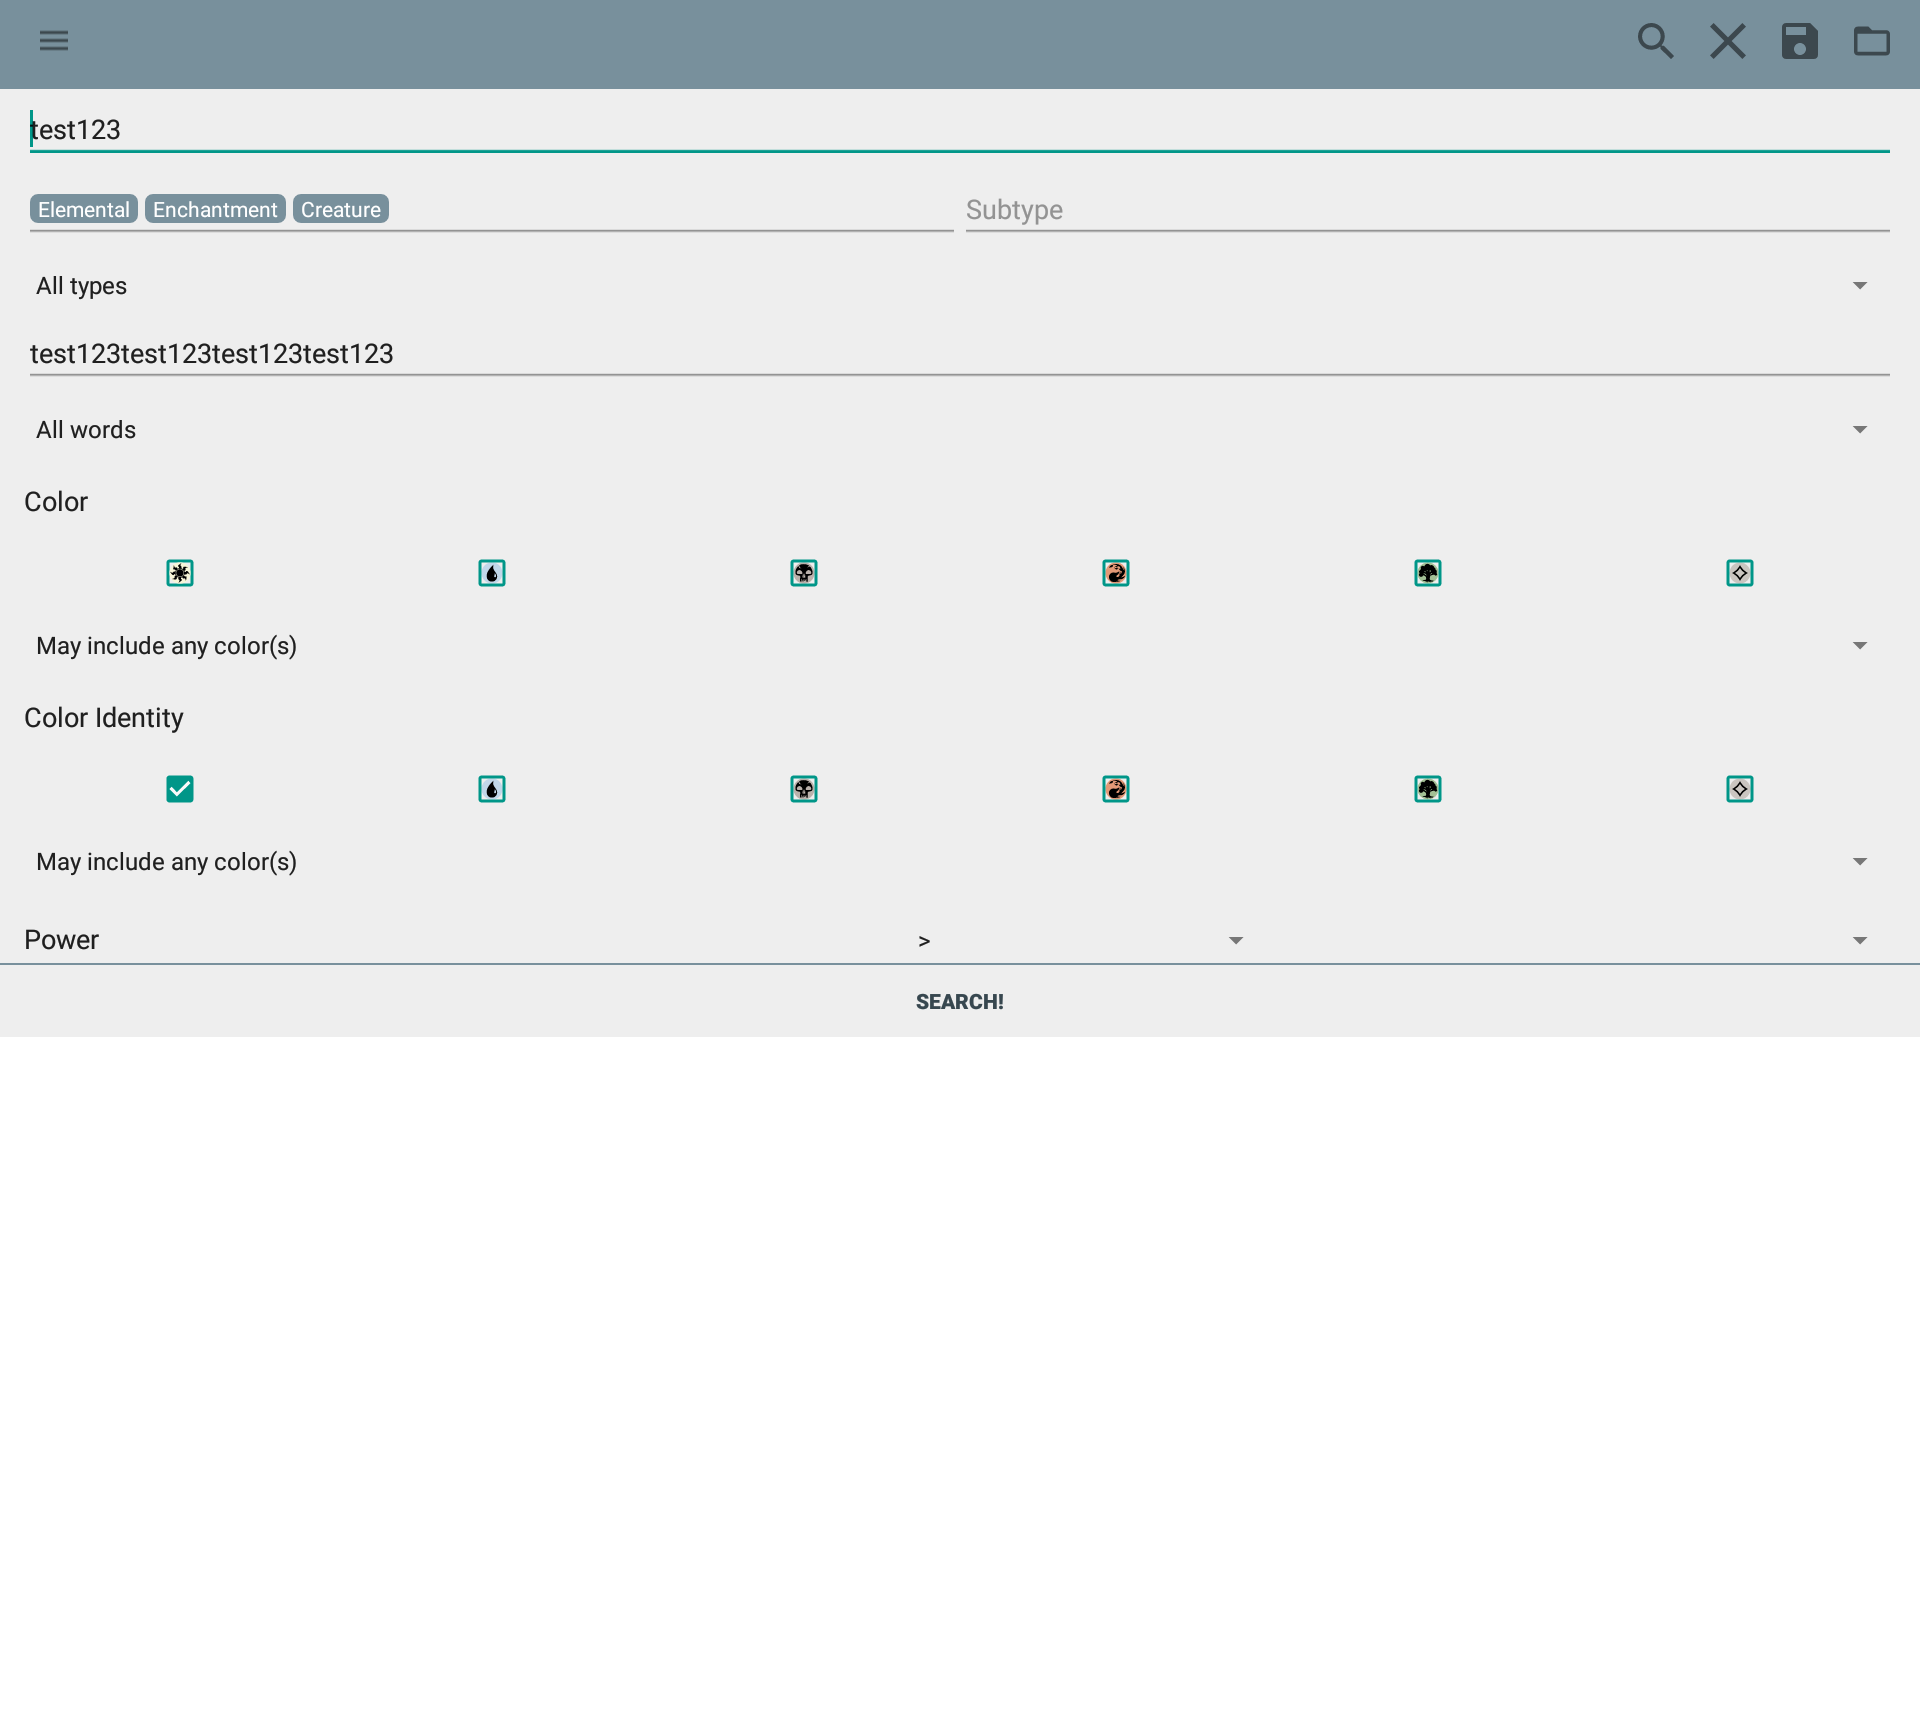 test123
Elemental Enchantment Creature Subtype
All types
test123test123test123test123
All words
Color
May include any color(s)
Color Identity
May include any color(s)
Power >
SEARCH!